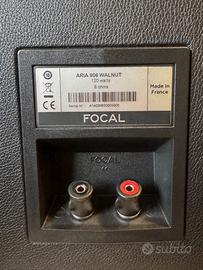 ARIA 906 WALNUT
120 watts
8 ohms
Made in
France
FOCAL
FOCAL
subito